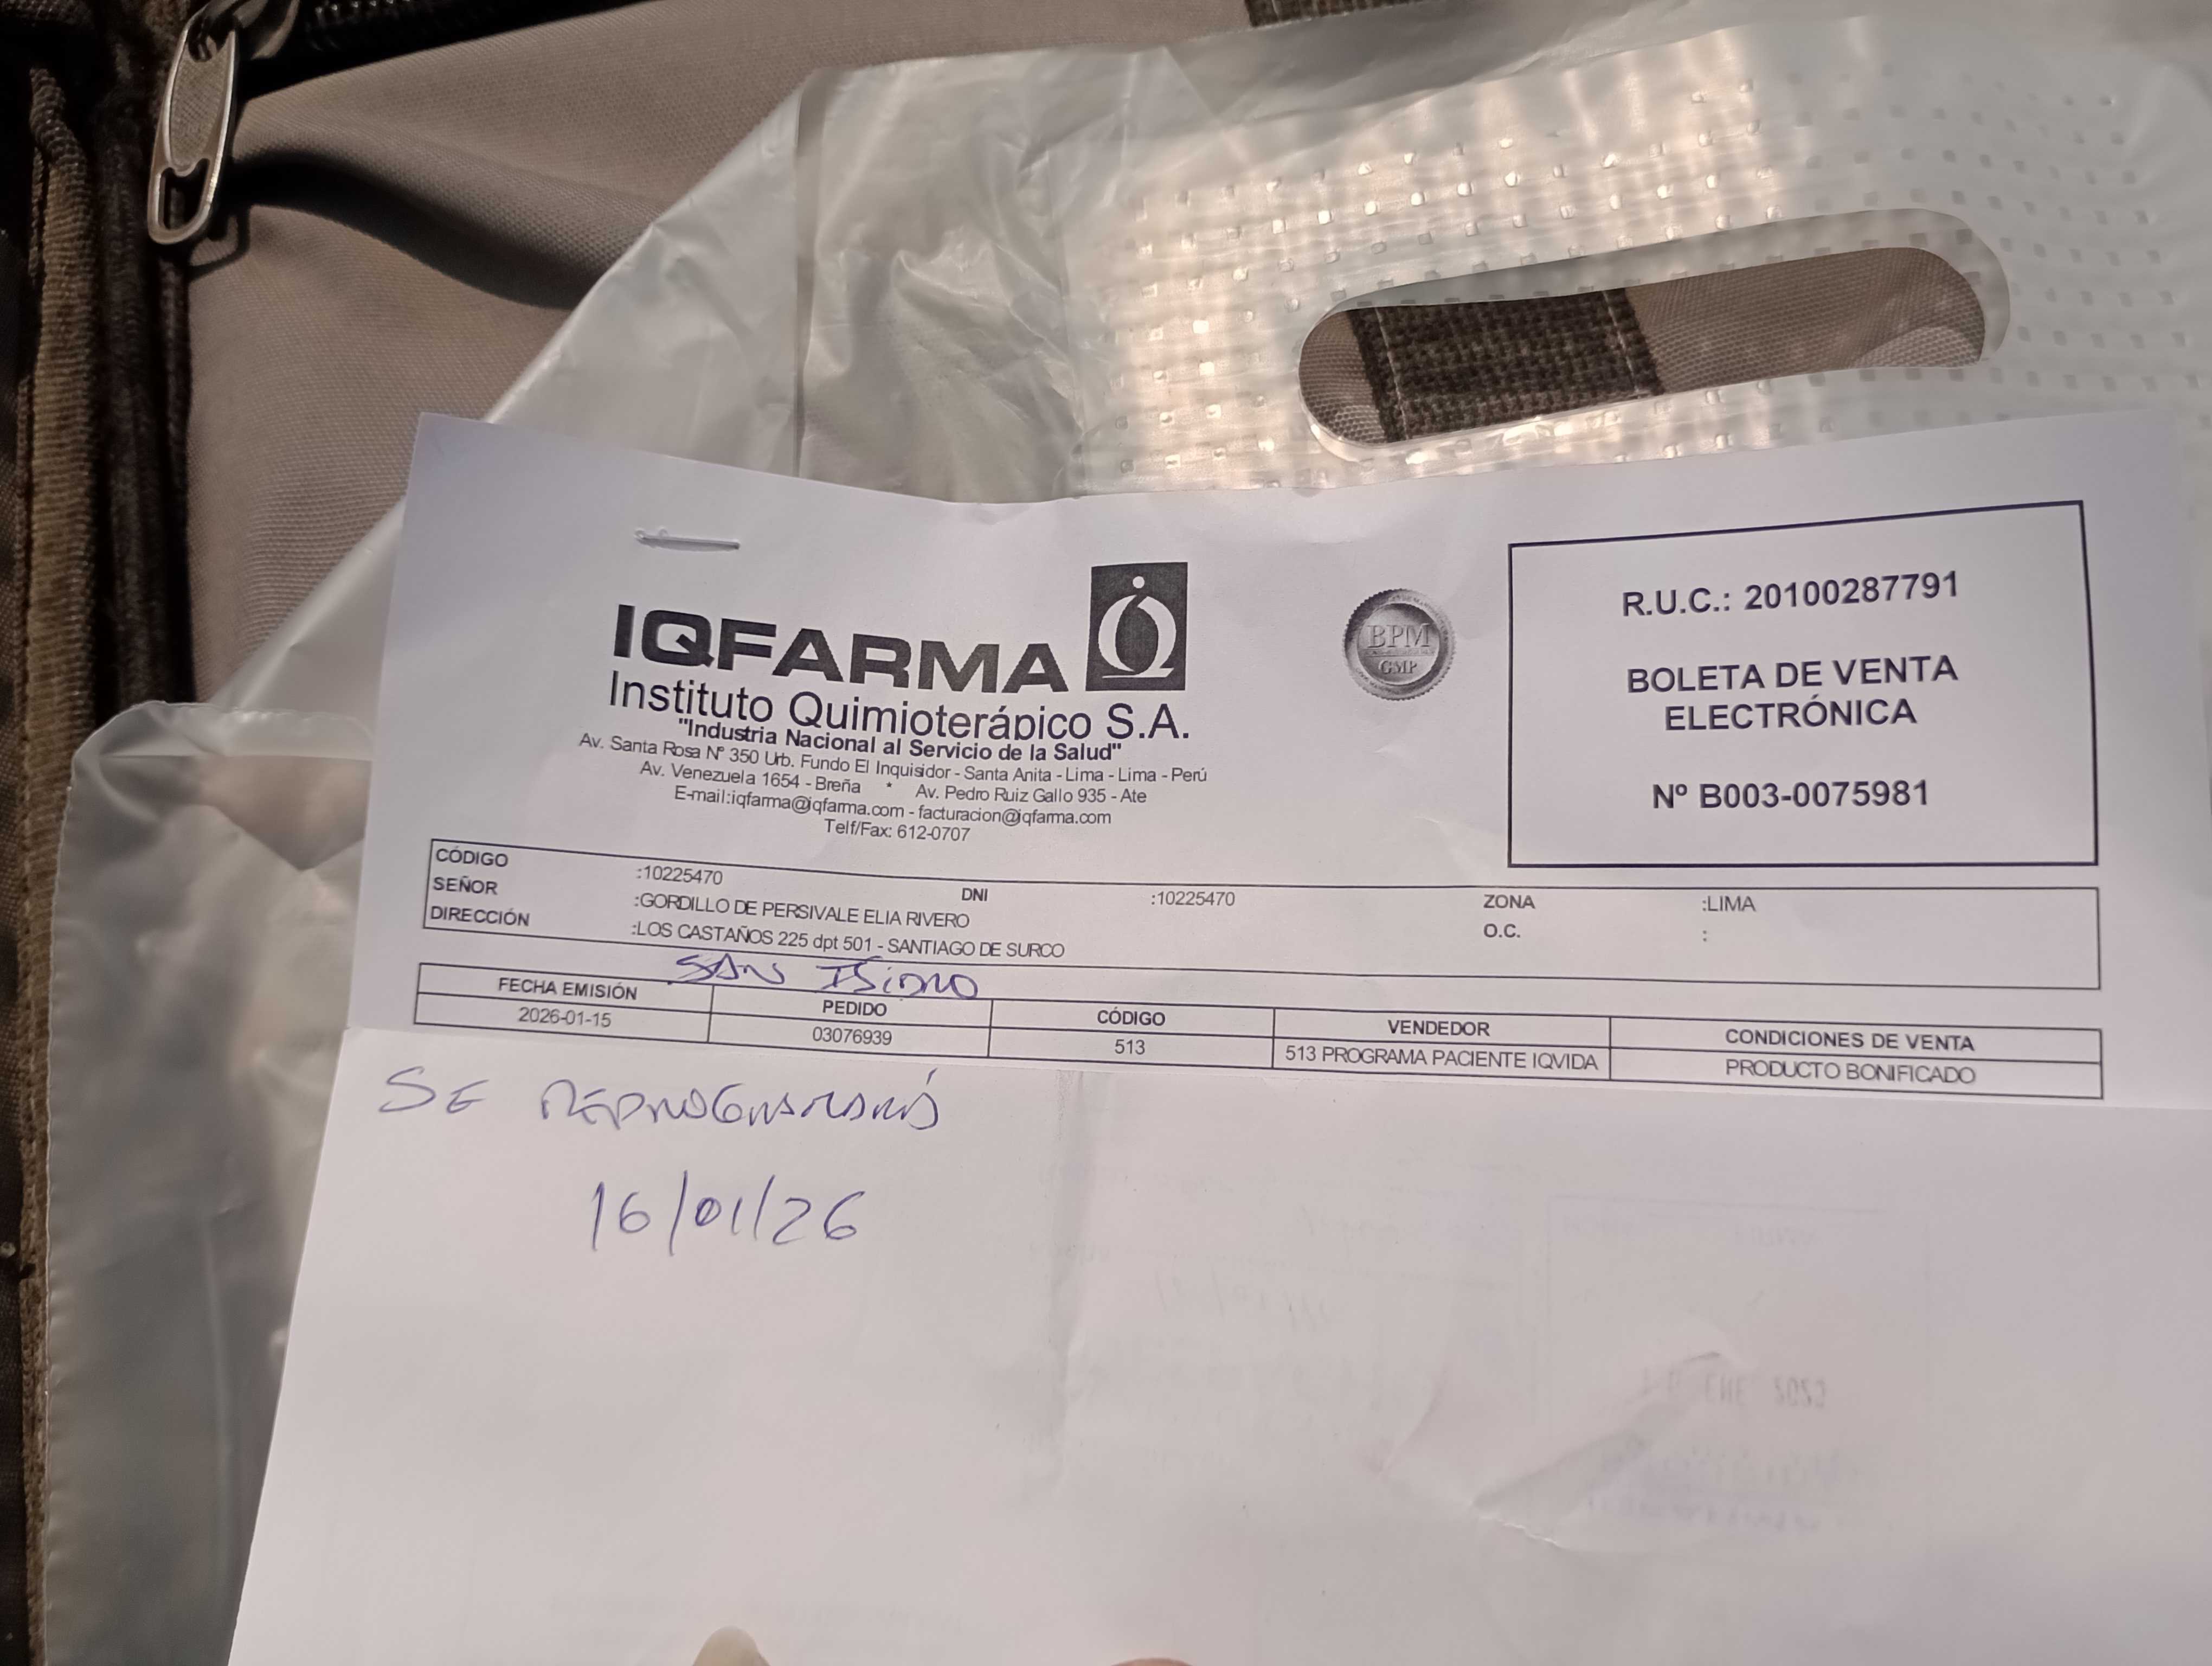 IQFARMA
Instituto Quimioterápico S.A.
"Industria Nacional al Servicio de la Salud"
Av. Santa Rosa Nº 350 Urb. Fundo El Inquisidor - Santa Anita - Lima - Lima - Perú
Av. Venezuela 1654 - Breña * Av. Pedro Ruiz Gallo 935 - Ate
E-mail:iqfarma@iqfarma.com - facturacion@iqfarma.com
Telf/Fax: 612-0707
BPM
GMP
R.U.C.: 20100287791
BOLETA DE VENTA
ELECTRÓNICA
Nº B003-0075981
CÓDIGO :10225470 DNI :10225470 ZONA :LIMA
SEÑOR :GORDILLO DE PERSIVALE ELIA RIVERO O.C. :
DIRECCIÓN :LOS CASTAÑOS 225 dpt 501 - SANTIAGO DE SURCO
SAN ISIDRO
FECHA EMISIÓN PEDIDO CÓDIGO VENDEDOR CONDICIONES DE VENTA
2026-01-15 03076939 513 513 PROGRAMA PACIENTE IQVIDA PRODUCTO BONIFICADO
SE REPROGRAMARÁ
16/01/26